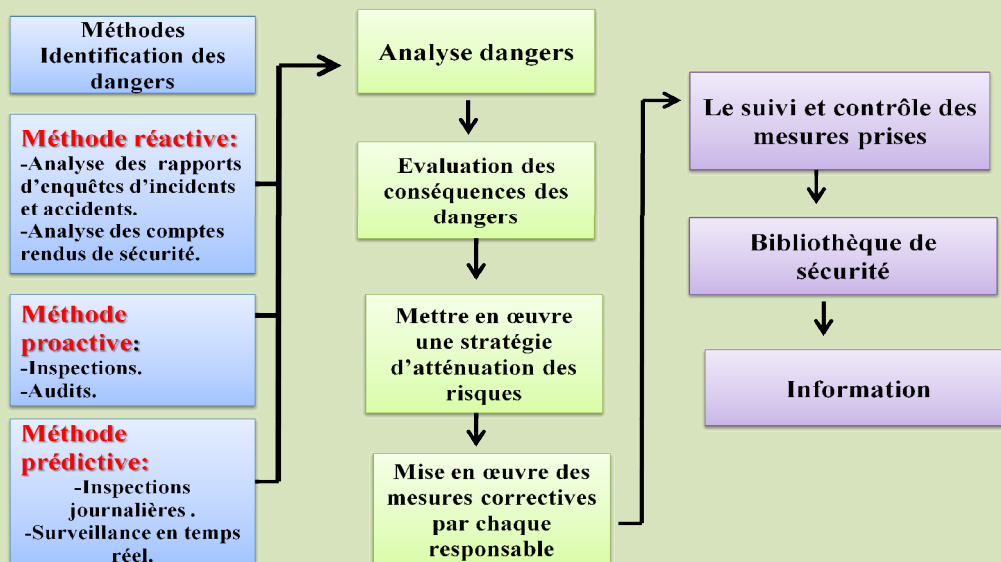 Méthodes
Identification des
dangers
Méthode réactive:
-Analyse des rapports
d'enquêtes d'incidents
et accidents.
-Analyse des comptes
rendus de sécurité.
Méthode
proactive:
-Inspections.
-Audits.
Méthode
prédictive:
-Inspections
journalières .
-Surveillance en temps
réel.
Analyse dangers
Evaluation des
conséquences des
dangers
Mettre en œuvre
une stratégie
d'atténuation des
risques
Mise en œuvre des
mesures correctives
par chaque
responsable
Le suivi et contrôle des
mesures prises
Bibliothèque de
sécurité
Information